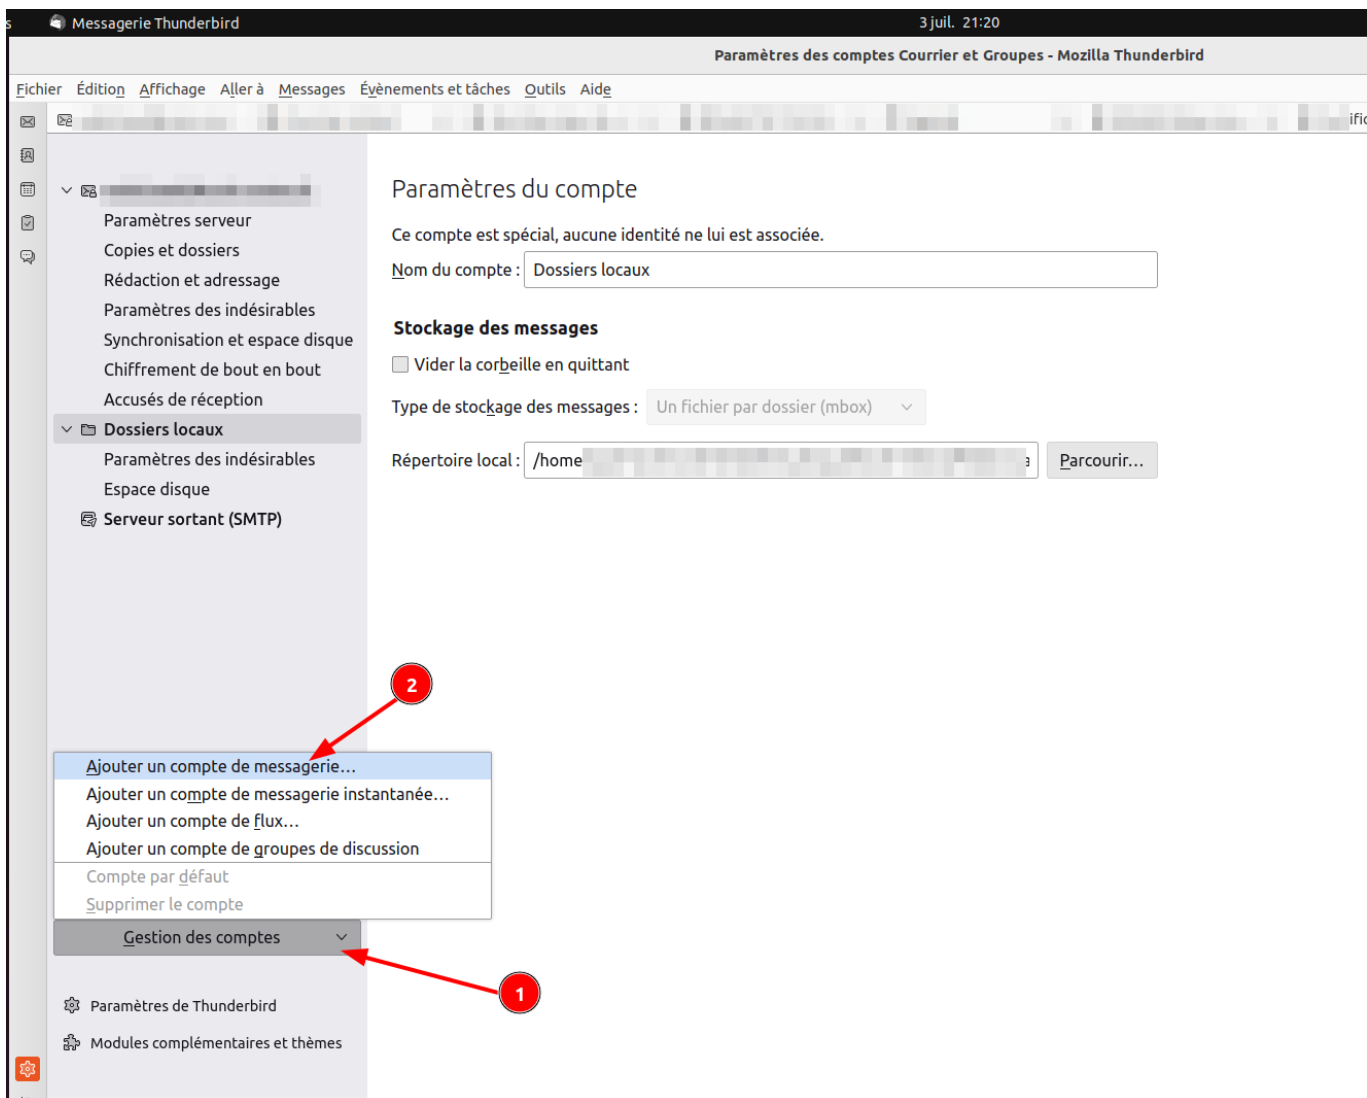 s Messagerie Thunderbird 3 juil. 21:20
Paramètres des comptes Courrier et Groupes - Mozilla Thunderbird
Fichier Édition Affichage Aller à Messages Évènements et tâches Outils Aide
Paramètres serveur
Copies et dossiers
Rédaction et adressage
Paramètres des indésirables
Synchronisation et espace disque
Chiffrement de bout en bout
Accusés de réception
Dossiers locaux
Paramètres des indésirables
Espace disque
Serveur sortant (SMTP)
Paramètres du compte
Ce compte est spécial, aucune identité ne lui est associée.
Nom du compte : Dossiers locaux
Stockage des messages
Vider la corbeille en quittant
Type de stockage des messages : Un fichier par dossier (mbox)
Répertoire local : /home Parcourir...
2
Ajouter un compte de messagerie...
Ajouter un compte de messagerie instantanée...
Ajouter un compte de flux...
Ajouter un compte de groupes de discussion
Compte par défaut
Supprimer le compte
Gestion des comptes
1
Paramètres de Thunderbird
Modules complémentaires et thèmes